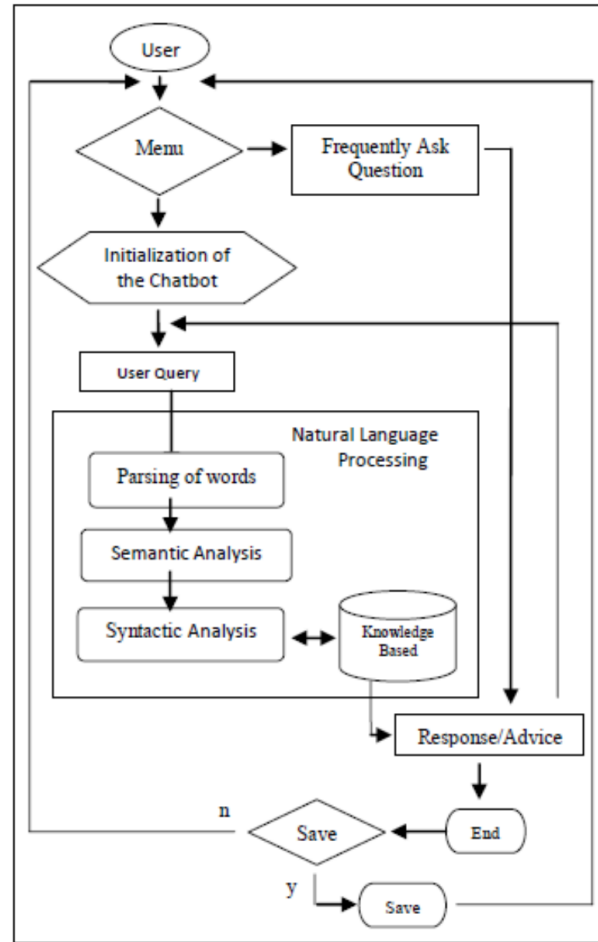 User
Menu
Frequently Ask
Question
Initialization of
the Chatbot
User Query
Natural Language
Processing
Parsing of words
Semantic Analysis
Syntactic Analysis
Knowledge
Based
Response/Advice
n
Save
End
y
Save